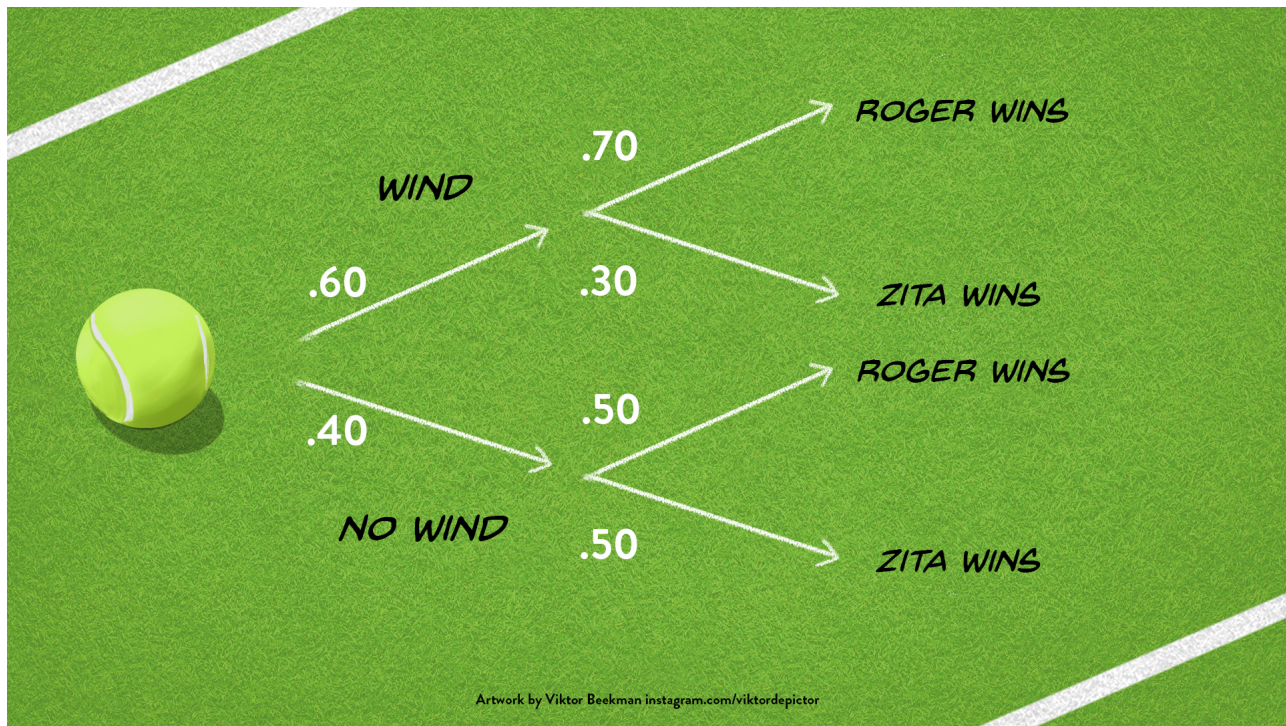 ROGER WINS
.70
WIND
.60
.30
ZITA WINS
ROGER WINS
.50
.40
NO WIND
.50
ZITA WINS
Artwork by Viktor Beekman instagram.com/viktordepictor